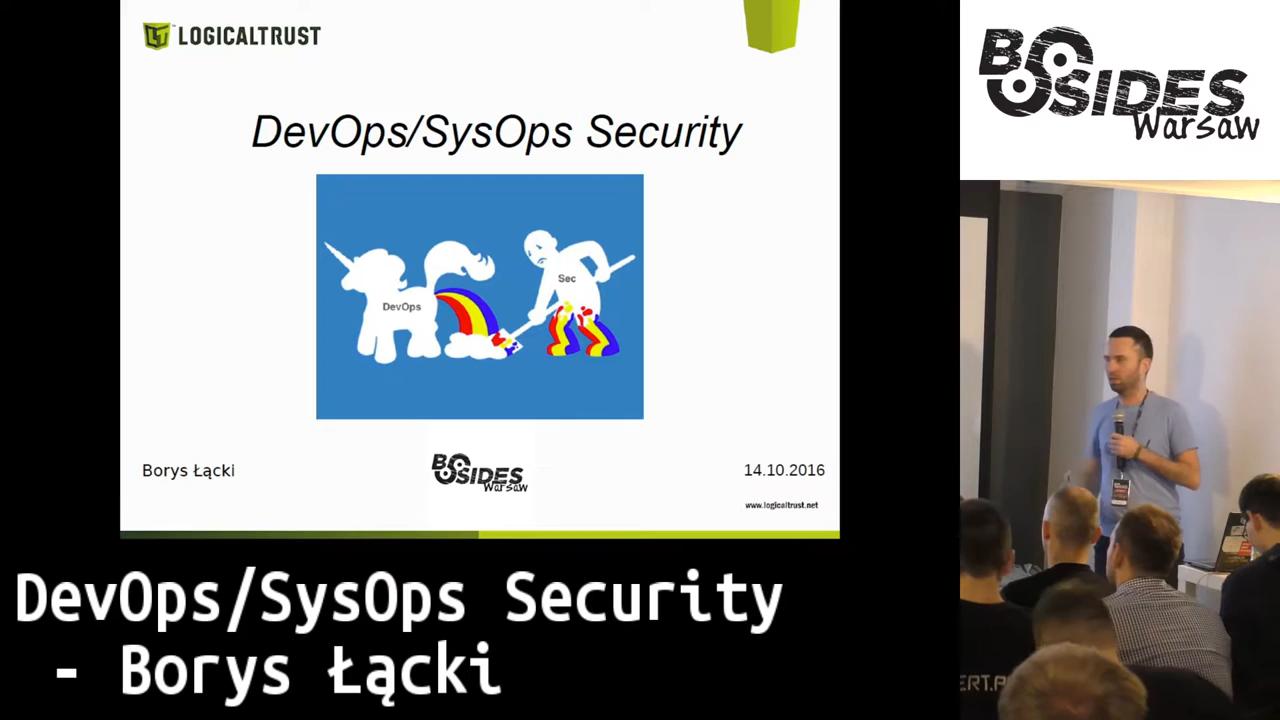 LOGICALTRUST
DevOps/SysOps Security
DevOps
Sec
Borys Łącki
BSIDES
Warsaw
14.10.2016
www.logicaltrust.net
DevOps/SysOps Security
- Borys Łącki
BSIDES
Warsaw